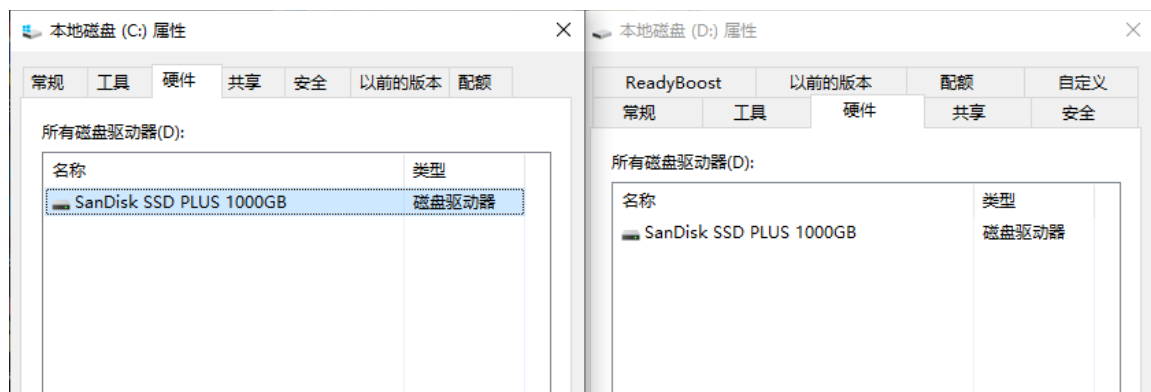 本地磁盘 (C:) 属性
常规 工具 硬件 共享 安全 以前的版本 配额
所有磁盘驱动器(D):
名称 类型
SanDisk SSD PLUS 1000GB 磁盘驱动器
本地磁盘 (D:) 属性
ReadyBoost 以前的版本 配额 自定义
常规 工具 硬件 共享 安全
所有磁盘驱动器(D):
名称 类型
SanDisk SSD PLUS 1000GB 磁盘驱动器